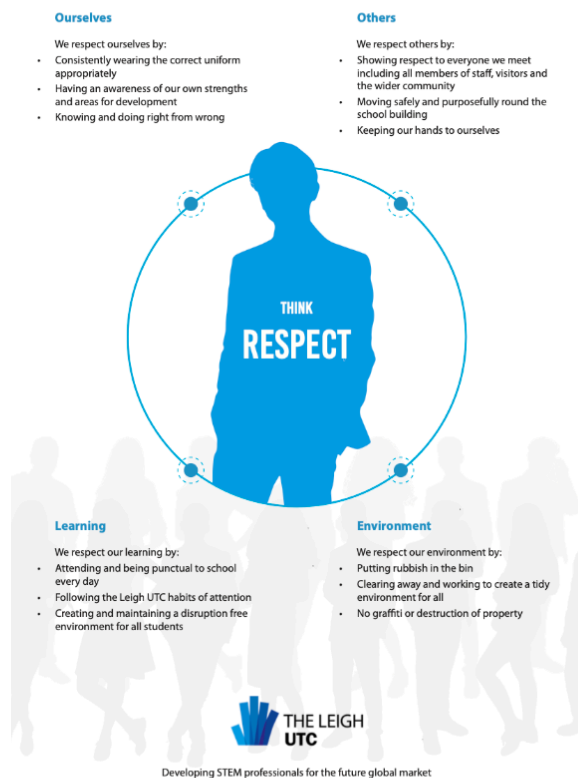 Ourselves
We respect ourselves by:
• Consistently wearing the correct uniform
appropriately
• Having an awareness of our own strengths
and areas for development
• Knowing and doing right from wrong
Others
We respect others by:
• Showing respect to everyone we meet
including all members of staff, visitors and
the wider community
• Moving safely and purposefully round the
school building
• Keeping our hands to ourselves
THINK
RESPECT
Learning
We respect our learning by:
• Attending and being punctual to school
every day
• Following the Leigh UTC habits of attention
• Creating and maintaining a disruption free
environment for all students
Environment
We respect our environment by:
• Putting rubbish in the bin
• Clearing away and working to create a tidy
environment for all
• No graffiti or destruction of property
THE LEIGH
UTC
Developing STEM professionals for the future global market